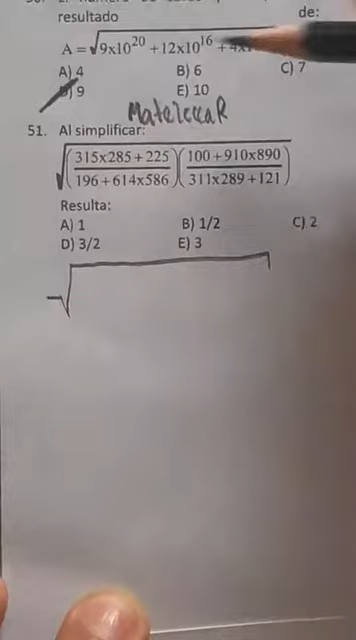 resultado de:
A = √9x10²⁰ + 12x10¹⁶ +
A) 4 B) 6 C) 7
9 E) 10
MateleccaR
51. Al simplificar:
√((315x285 + 225)/(196 + 614x586))((100 + 910x890)/(311x289 + 121))
Resulta:
A) 1 B) 1/2 C) 2
D) 3/2 E) 3